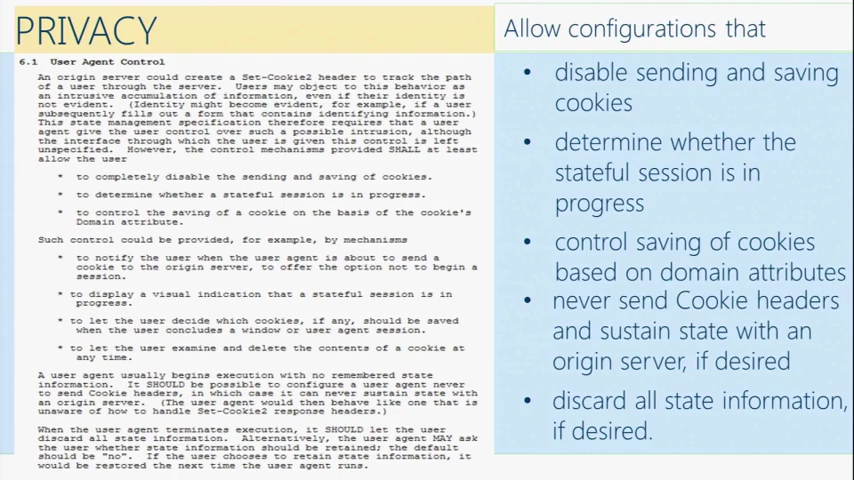 PRIVACY
6.1 User Agent Control
An origin server could create a Set-Cookie2 header to track the path
of a user through the server. Users may object to this behavior as
an intrusive accumulation of information, even if their identity is
not evident. (Identity might become evident, for example, if a user
subsequently fills out a form that contains identifying information.)
This state management specification therefore requires that a user
agent give the user control over such a possible intrusion, although
the interface through which the user is given this control is left
unspecified. However, the control mechanisms provided SHALL at least
allow the user
* to completely disable the sending and saving of cookies.
* to determine whether a stateful session is in progress.
* to control the saving of a cookie on the basis of the cookie's
Domain attribute.
Such control could be provided, for example, by mechanisms
* to notify the user when the user agent is about to send a
cookie to the origin server, to offer the option not to begin a
session.
* to display a visual indication that a stateful session is in
progress.
* to let the user decide which cookies, if any, should be saved
when the user concludes a window or user agent session.
* to let the user examine and delete the contents of a cookie at
any time.
A user agent usually begins execution with no remembered state
information. It SHOULD be possible to configure a user agent never
to send Cookie headers, in which case it can never sustain state with
an origin server. (The user agent would then behave like one that is
unaware of how to handle Set-Cookie2 response headers.)
When the user agent terminates execution, it SHOULD let the user
discard all state information. Alternatively, the user agent MAY ask
the user whether state information should be retained; the default
should be "no". If the user chooses to retain state information, it
would be restored the next time the user agent runs.
Allow configurations that
• disable sending and saving
cookies
• determine whether the
stateful session is in
progress
• control saving of cookies
based on domain attributes
• never send Cookie headers
and sustain state with an
origin server, if desired
• discard all state information,
if desired.